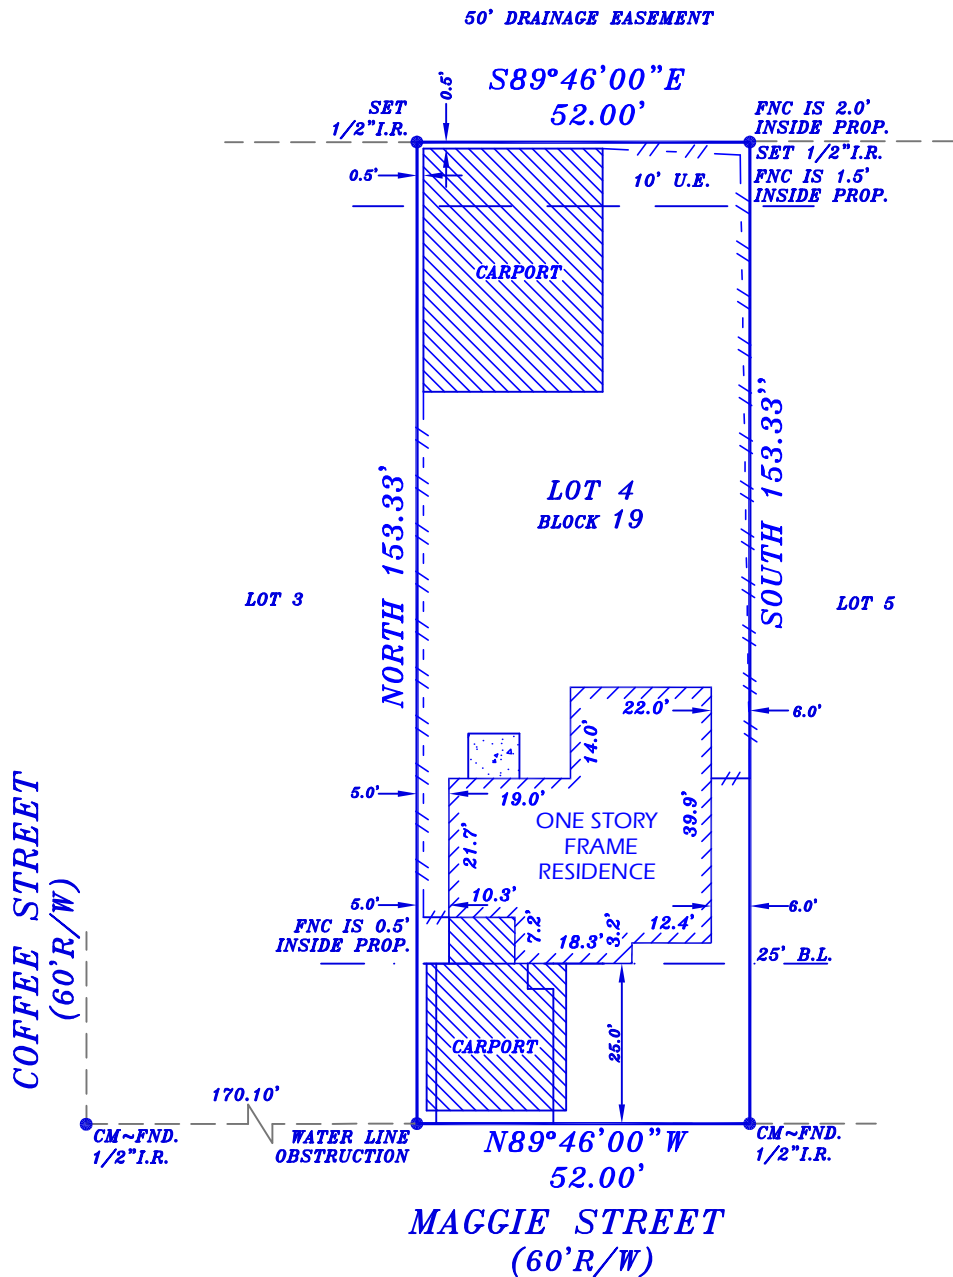 50' DRAINAGE EASEMENT
S89°46'00"E
52.00'
0.5'
SET
1/2"I.R.
FNC IS 2.0'
INSIDE PROP.
SET 1/2"I.R.
FNC IS 1.5'
INSIDE PROP.
0.5'
10' U.E.
CARPORT
NORTH 153.33'
SOUTH 153.33''
LOT 4
BLOCK 19
LOT 3
LOT 5
22.0'
6.0'
14.0'
5.0'
19.0'
39.9'
21.7'
ONE STORY
FRAME
RESIDENCE
10.3'
5.0'
6.0'
FNC IS 0.5'
INSIDE PROP.
7.2'
18.3'
3.2'
12.4'
25' B.L.
COFFEE STREET
(60'R/W)
CARPORT
25.0'
170.10'
CM~FND.
1/2"I.R.
WATER LINE
OBSTRUCTION
N89°46'00"W
52.00'
CM~FND.
1/2"I.R.
MAGGIE STREET
(60'R/W)